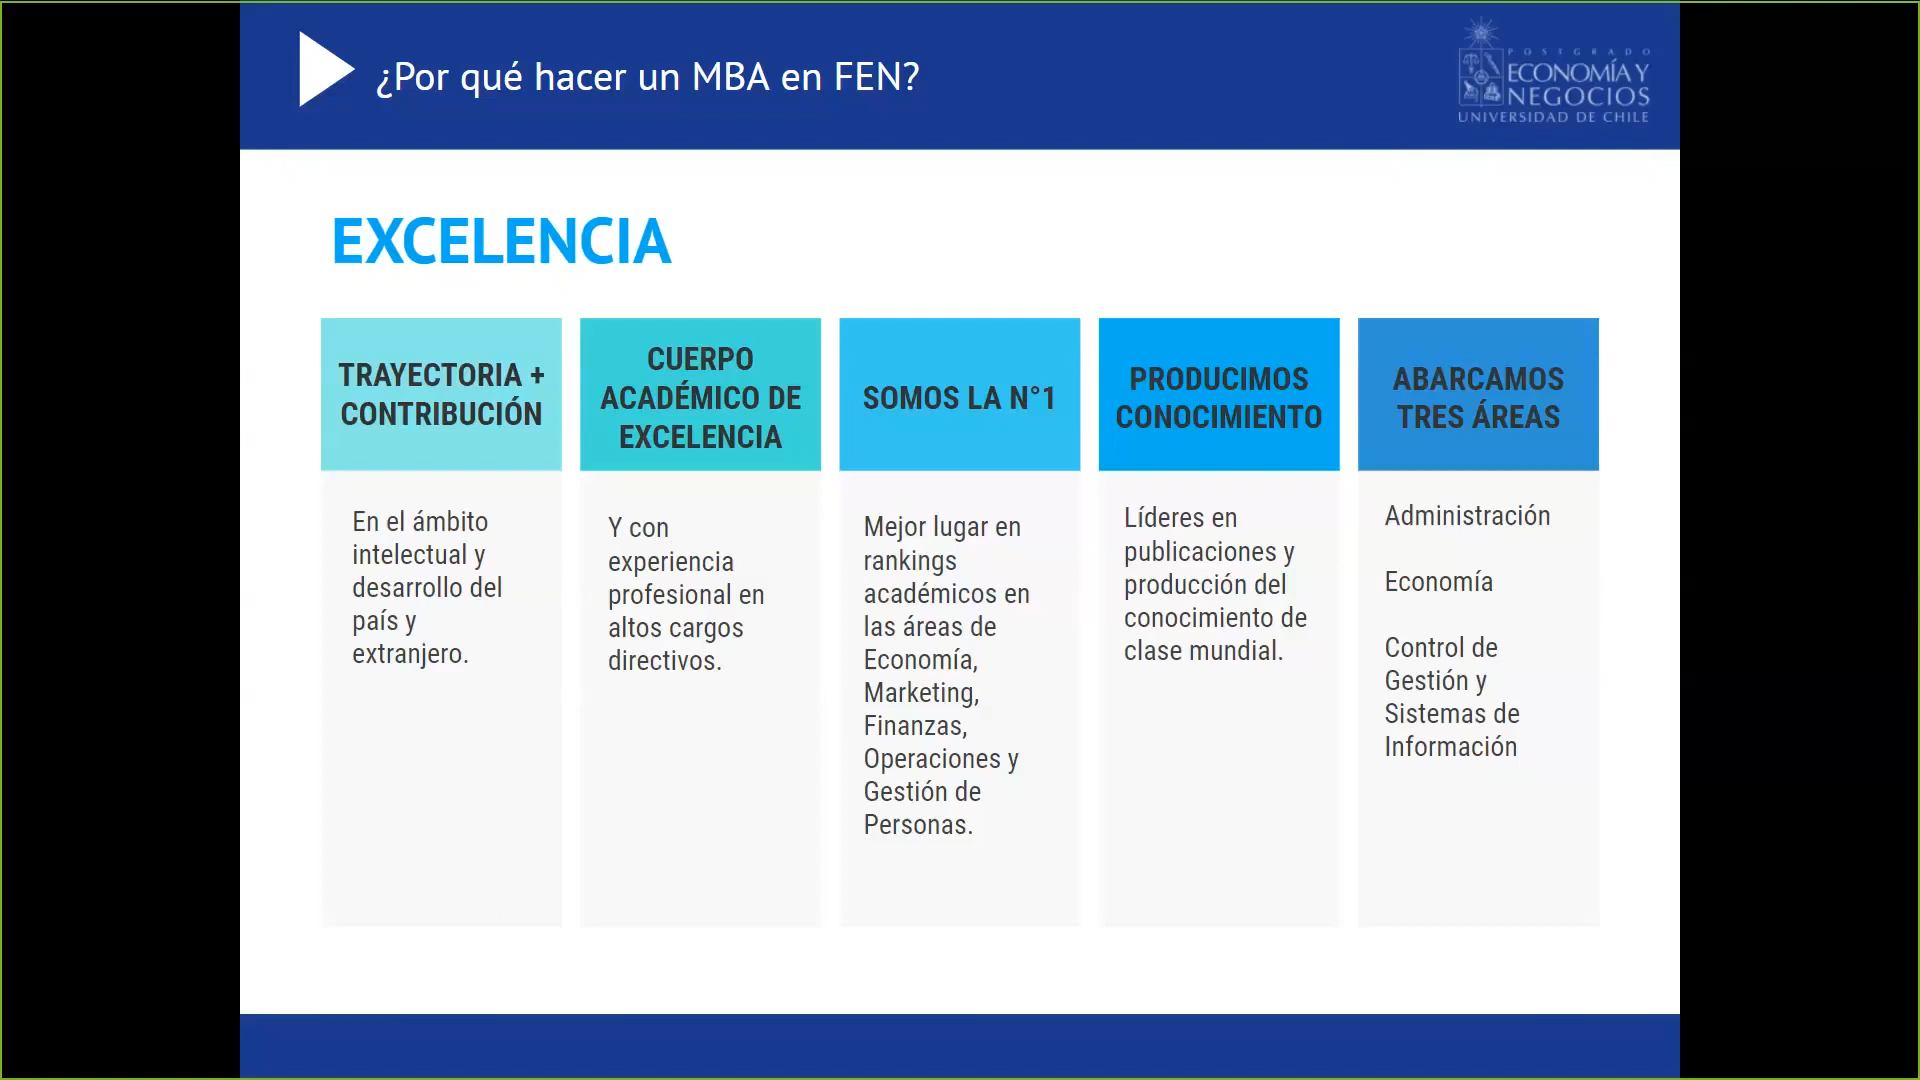 ¿Por qué hacer un MBA en FEN?
POSTGRADO
ECONOMÍA Y
NEGOCIOS
UNIVERSIDAD DE CHILE
EXCELENCIA
TRAYECTORIA +
CONTRIBUCIÓN
En el ámbito
intelectual y
desarrollo del
país y
extranjero.
CUERPO
ACADÉMICO DE
EXCELENCIA
Y con
experiencia
profesional en
altos cargos
directivos.
SOMOS LA N°1
Mejor lugar en
rankings
académicos en
las áreas de
Economía,
Marketing,
Finanzas,
Operaciones y
Gestión de
Personas.
PRODUCIMOS
CONOCIMIENTO
Líderes en
publicaciones y
producción del
conocimiento de
clase mundial.
ABARCAMOS
TRES ÁREAS
Administración
Economía
Control de
Gestión y
Sistemas de
Información